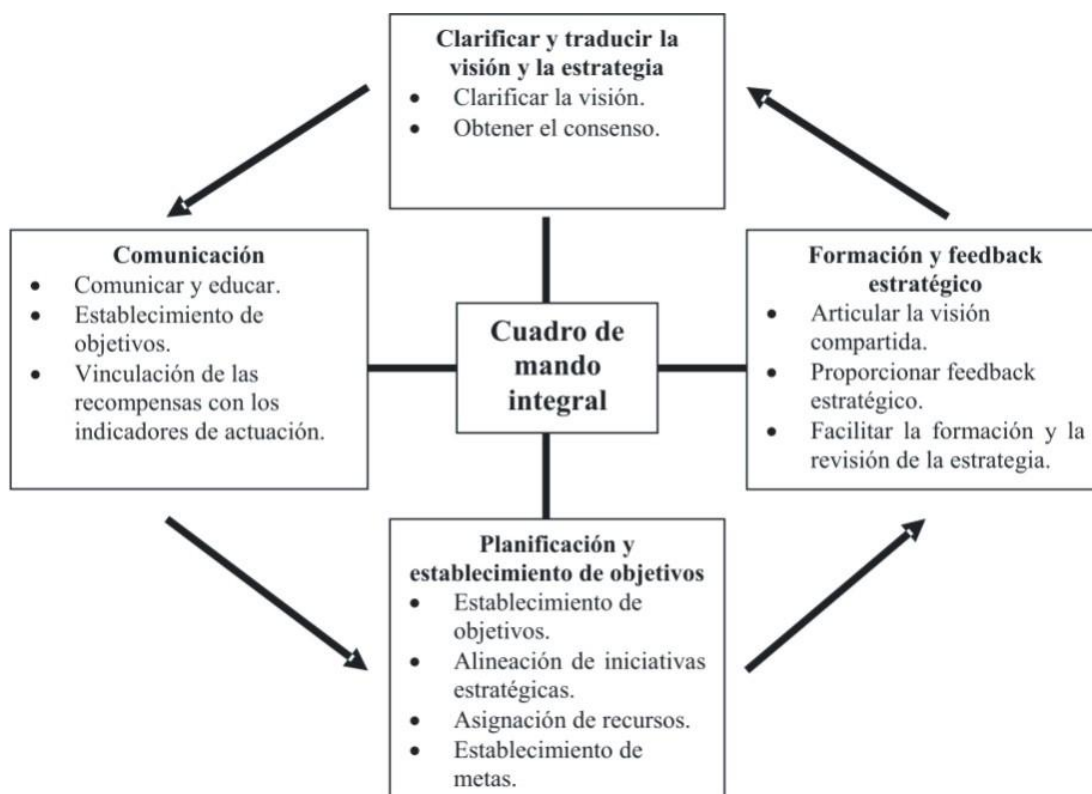 Clarificar y traducir la
visión y la estrategia
• Clarificar la visión.
• Obtener el consenso.
Comunicación
• Comunicar y educar.
• Establecimiento de
objetivos.
• Vinculación de las
recompensas con los
indicadores de actuación.
Cuadro de
mando
integral
Formación y feedback
estratégico
• Articular la visión
compartida.
• Proporcionar feedback
estratégico.
• Facilitar la formación y la
revisión de la estrategia.
Planificación y
establecimiento de objetivos
• Establecimiento de
objetivos.
• Alineación de iniciativas
estratégicas.
• Asignación de recursos.
• Establecimiento de
metas.